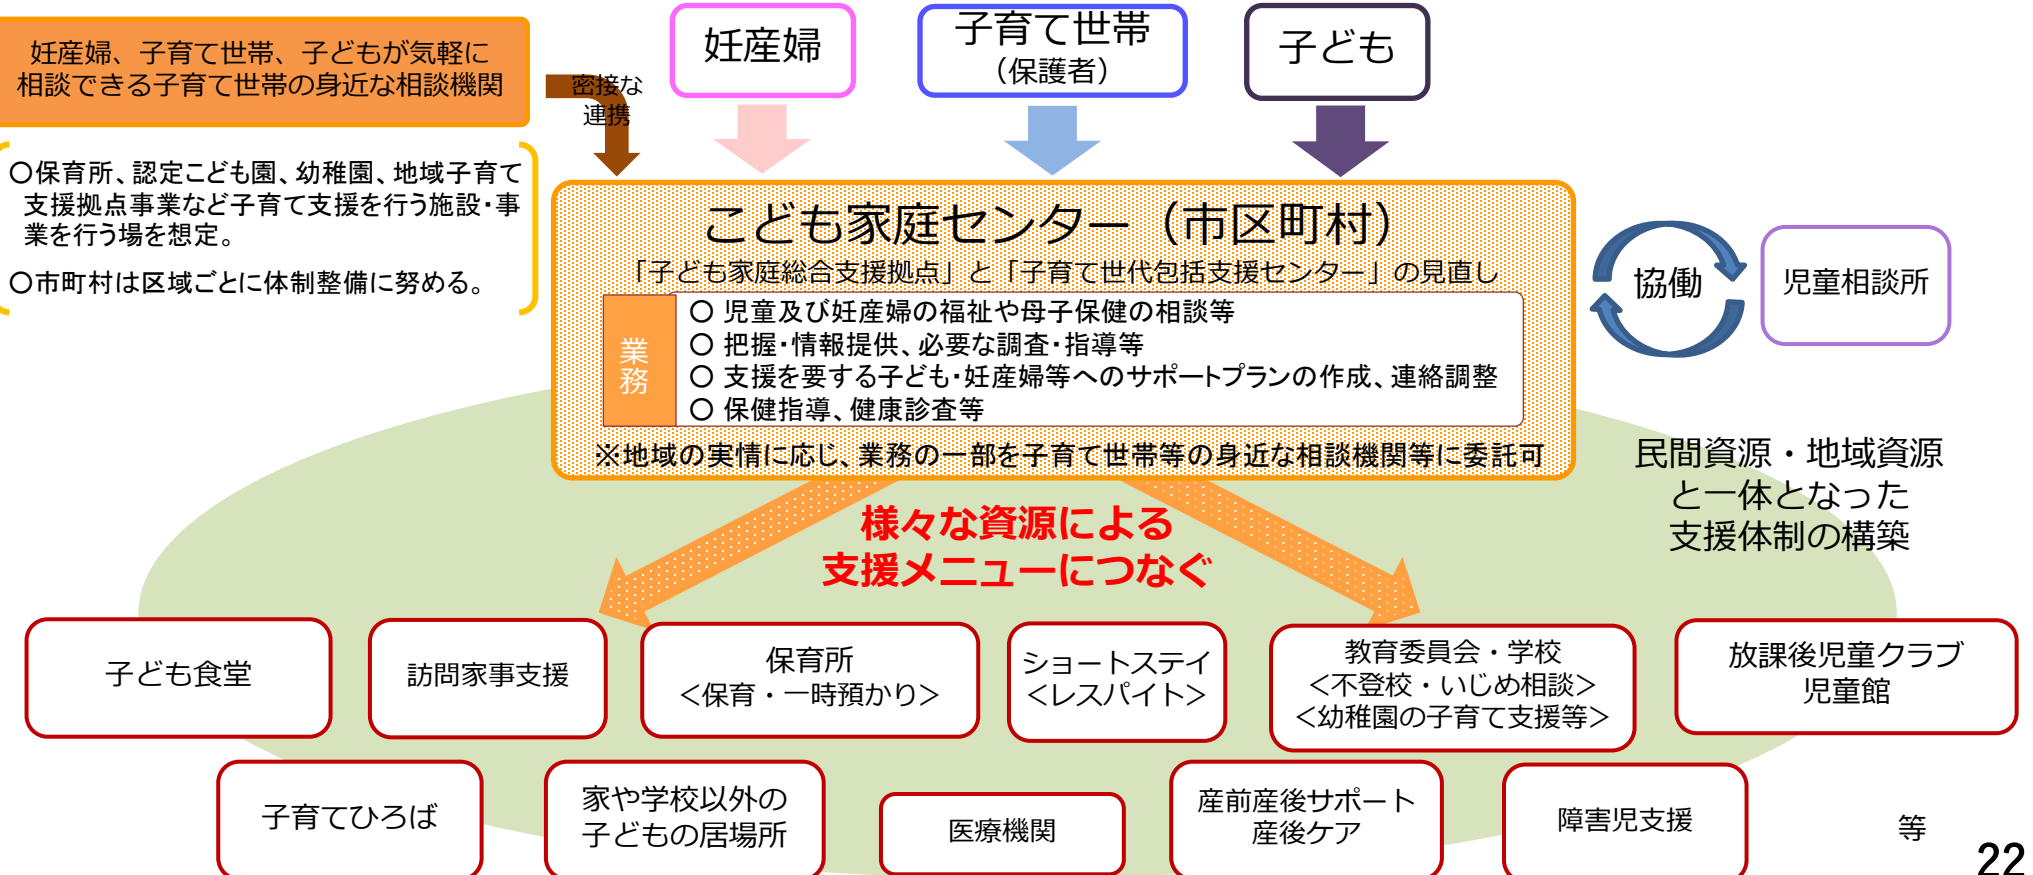 妊産婦、子育て世帯、子どもが気軽に
相談できる子育て世帯の身近な相談機関
密接な
連携
妊産婦
子育て世帯
（保護者）
子ども
○保育所、認定こども園、幼稚園、地域子育て
支援拠点事業など子育て支援を行う施設・事
業を行う場を想定。
○市町村は区域ごとに体制整備に努める。
こども家庭センター（市区町村）
「子ども家庭総合支援拠点」と「子育て世代包括支援センター」の見直し
業務
○ 児童及び妊産婦の福祉や母子保健の相談等
○ 把握・情報提供、必要な調査・指導等
○ 支援を要する子ども・妊産婦等へのサポートプランの作成、連絡調整
○ 保健指導、健康診査等
※地域の実情に応じ、業務の一部を子育て世帯等の身近な相談機関等に委託可
協働
児童相談所
民間資源・地域資源
と一体となった
支援体制の構築
様々な資源による
支援メニューにつなぐ
子ども食堂
訪問家事支援
保育所
＜保育・一時預かり＞
ショートステイ
＜レスパイト＞
教育委員会・学校
＜不登校・いじめ相談＞
＜幼稚園の子育て支援等＞
放課後児童クラブ
児童館
子育てひろば
家や学校以外の
子どもの居場所
医療機関
産前産後サポート
産後ケア
障害児支援
等
22